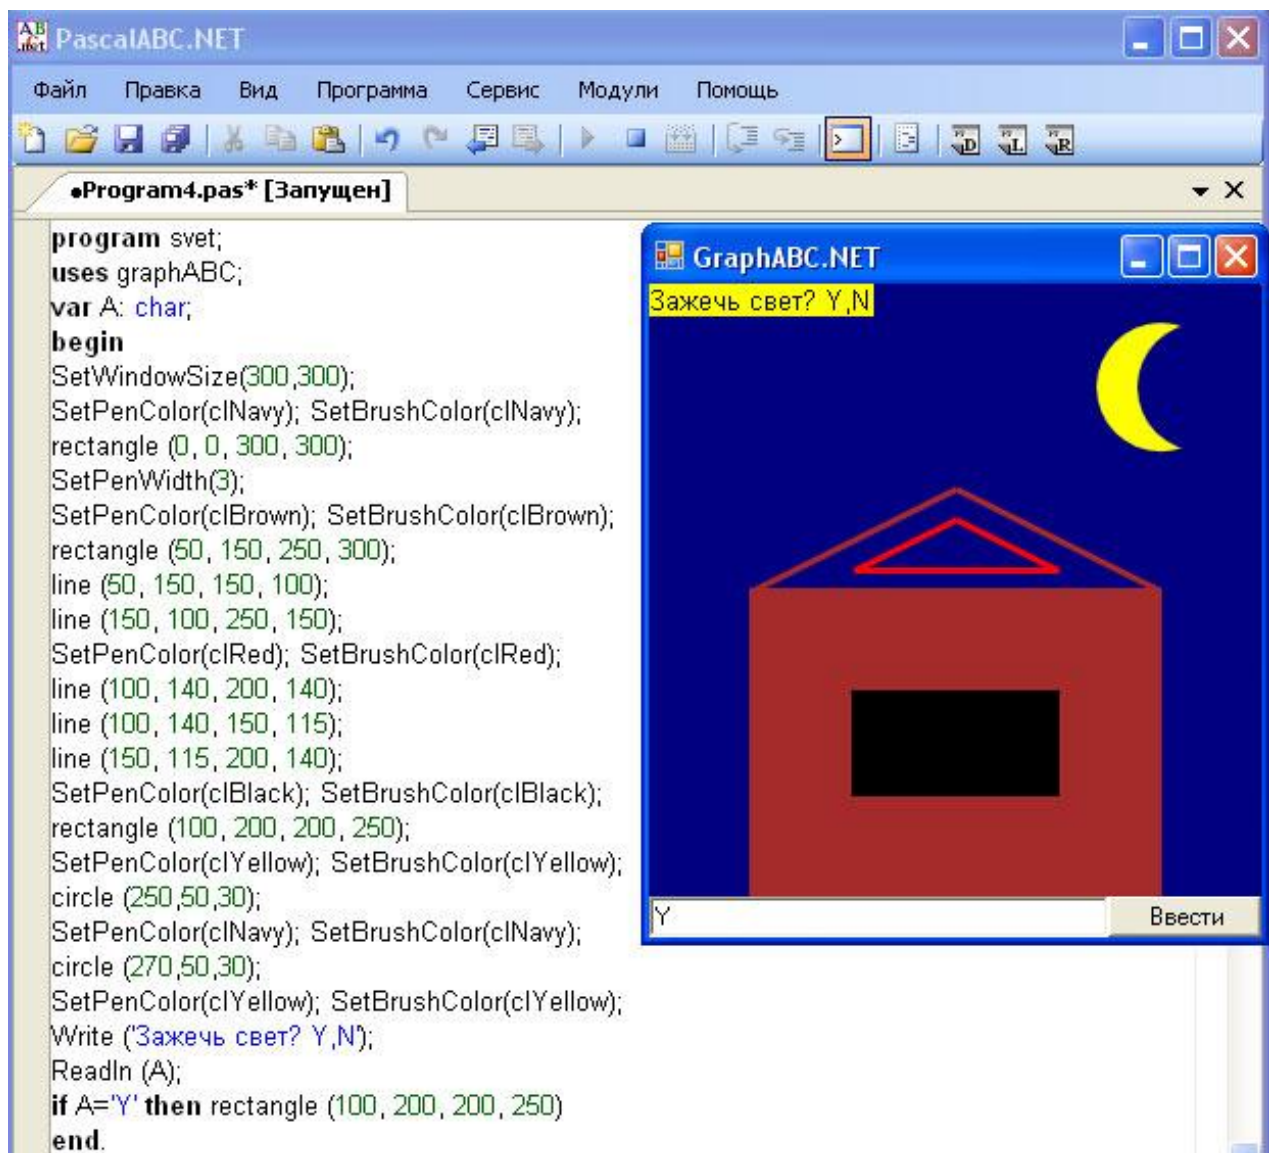 PascalABC.NET
Файл Правка Вид Программа Сервис Модули Помощь
•Program4.pas* [Запущен]
program svet;
uses graphABC;
var A: char;
begin
SetWindowSize(300,300);
SetPenColor(clNavy); SetBrushColor(clNavy);
rectangle (0, 0, 300, 300);
SetPenWidth(3);
SetPenColor(clBrown); SetBrushColor(clBrown);
rectangle (50, 150, 250, 300);
line (50, 150, 150, 100);
line (150, 100, 250, 150);
SetPenColor(clRed); SetBrushColor(clRed);
line (100, 140, 200, 140);
line (100, 140, 150, 115);
line (150, 115, 200, 140);
SetPenColor(clBlack); SetBrushColor(clBlack);
rectangle (100, 200, 200, 250);
SetPenColor(clYellow); SetBrushColor(clYellow);
circle (250,50,30);
SetPenColor(clNavy); SetBrushColor(clNavy);
circle (270,50,30);
SetPenColor(clYellow); SetBrushColor(clYellow);
Write ('Зажечь свет? Y,N');
Readln (A);
if A='Y' then rectangle (100, 200, 200, 250)
end.
GraphABC.NET
Зажечь свет? Y,N
Y
Ввести